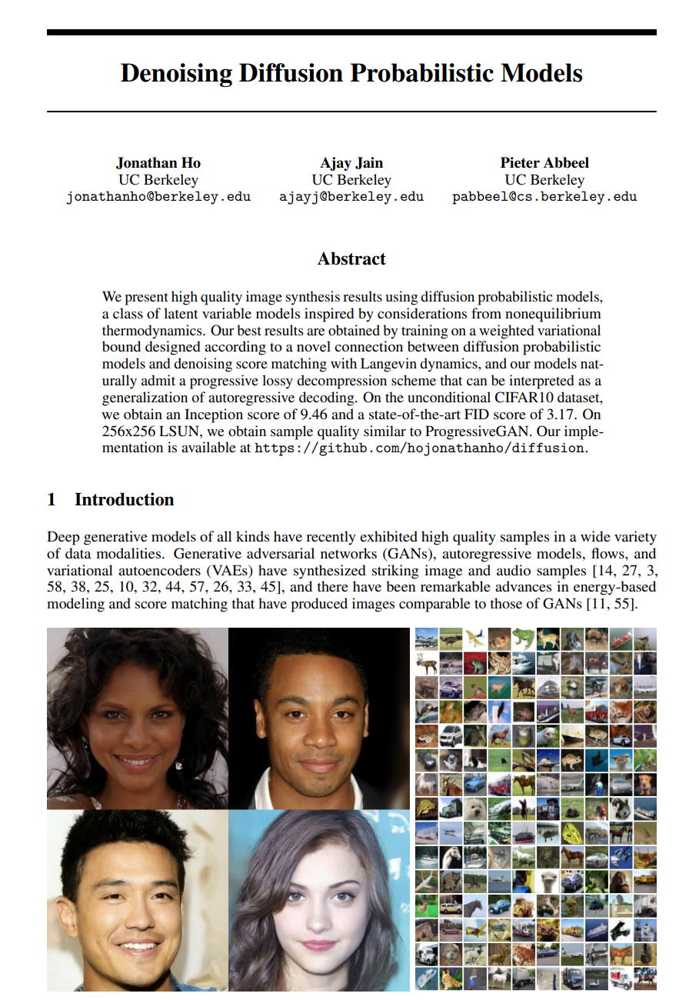 Denoising Diffusion Probabilistic Models
Jonathan Ho
UC Berkeley
jonathanho@berkeley.edu
Ajay Jain
UC Berkeley
ajayj@berkeley.edu
Pieter Abbeel
UC Berkeley
pabbeel@cs.berkeley.edu
Abstract
We present high quality image synthesis results using diffusion probabilistic models,
a class of latent variable models inspired by considerations from nonequilibrium
thermodynamics. Our best results are obtained by training on a weighted variational
bound designed according to a novel connection between diffusion probabilistic
models and denoising score matching with Langevin dynamics, and our models nat-
urally admit a progressive lossy decompression scheme that can be interpreted as a
generalization of autoregressive decoding. On the unconditional CIFAR10 dataset,
we obtain an Inception score of 9.46 and a state-of-the-art FID score of 3.17. On
256x256 LSUN, we obtain sample quality similar to ProgressiveGAN. Our imple-
mentation is available at https://github.com/hojonathanho/diffusion.
1 Introduction
Deep generative models of all kinds have recently exhibited high quality samples in a wide variety
of data modalities. Generative adversarial networks (GANs), autoregressive models, flows, and
variational autoencoders (VAEs) have synthesized striking image and audio samples [14, 27, 3,
58, 38, 25, 10, 32, 44, 57, 26, 33, 45], and there have been remarkable advances in energy-based
modeling and score matching that have produced images comparable to those of GANs [11, 55].